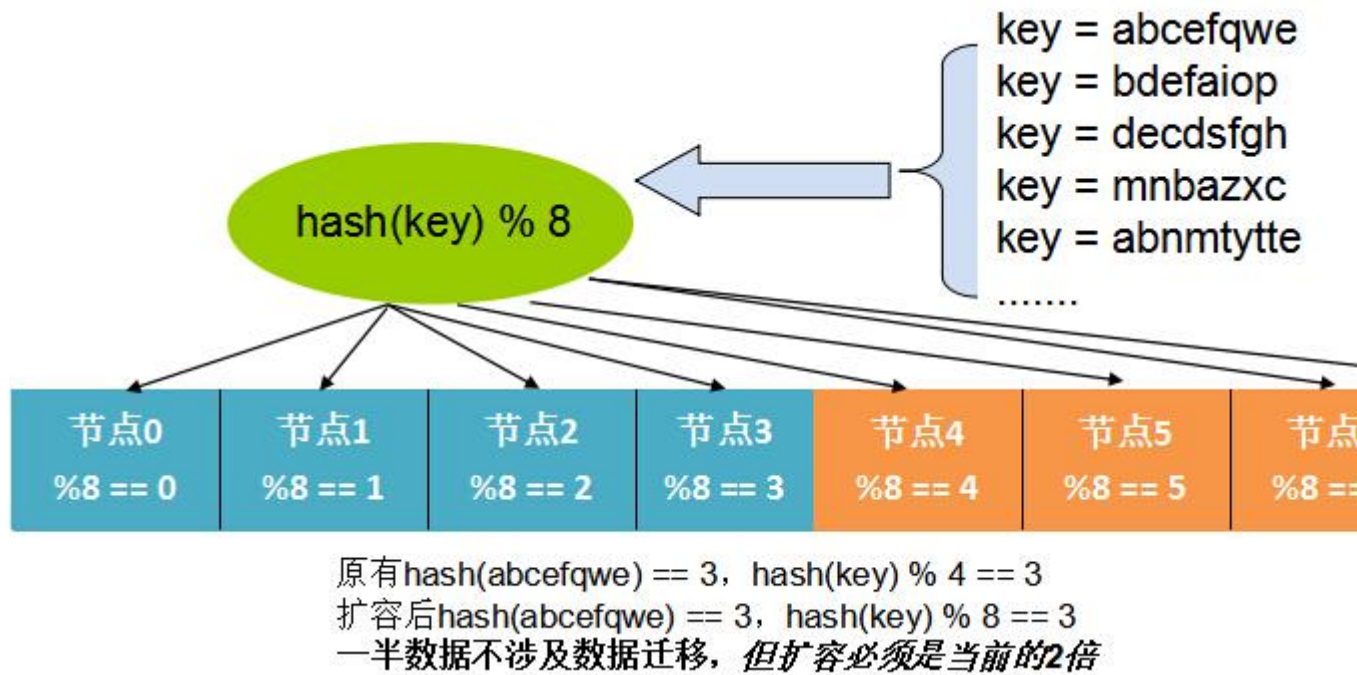 key = abcefqwe
key = bdefaiop
key = decdsfgh
key = mnbazxc
key = abnmtytte
.......
hash(key) % 8
节点0 节点1 节点2 节点3 节点4 节点5 节点
%8 == 0 %8 == 1 %8 == 2 %8 == 3 %8 == 4 %8 == 5 %8 ==
原有hash(abcefqwe) == 3，hash(key) % 4 == 3
扩容后hash(abcefqwe) == 3，hash(key) % 8 == 3
一半数据不涉及数据迁移，但扩容必须是当前的2倍